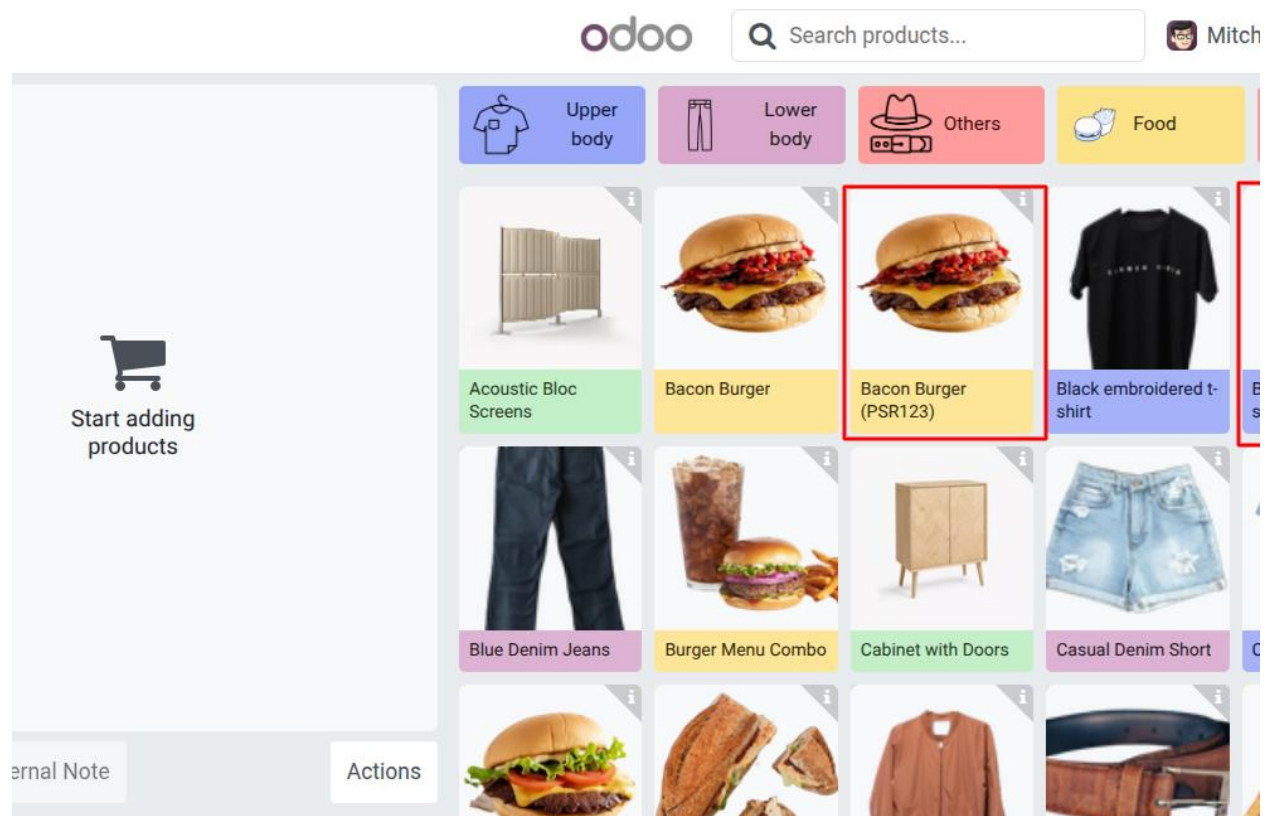 odoo
Search products...
Mitch
Upper
body
Lower
body
Others
Food
Acoustic Bloc
Screens
Bacon Burger
Bacon Burger
(PSR123)
Black embroidered t-
shirt
B
s
Start adding
products
Blue Denim Jeans
Burger Menu Combo
Cabinet with Doors
Casual Denim Short
C
ernal Note
Actions